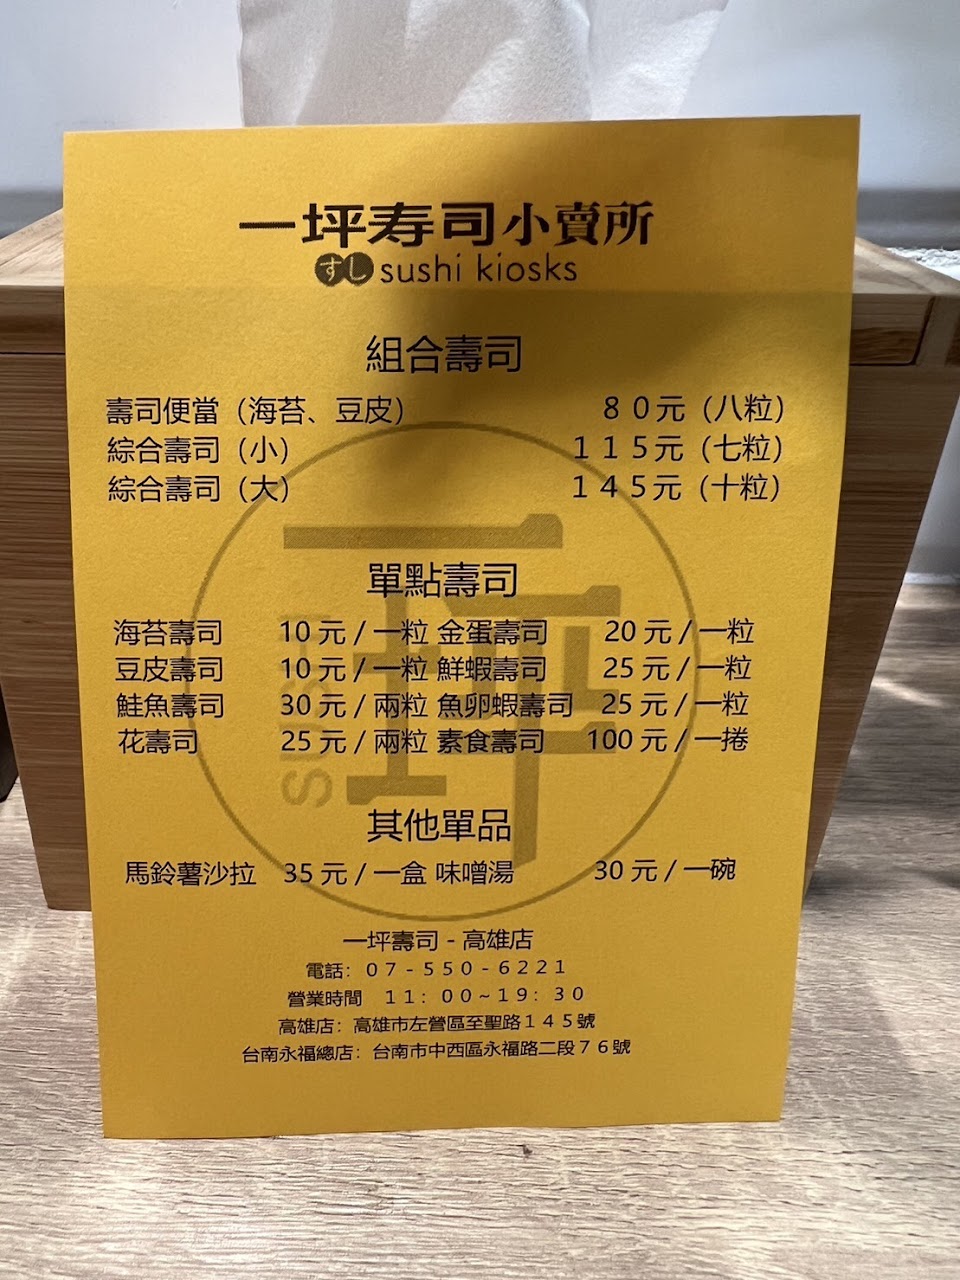 一坪寿司小賣所
すし sushi kiosks
組合壽司
壽司便當（海苔、豆皮） 80元（八粒）
綜合壽司（小） 115元（七粒）
綜合壽司（大） 145元（十粒）
單點壽司
海苔壽司 10元/一粒 金蛋壽司 20元/一粒
豆皮壽司 10元/一粒 鮮蝦壽司 25元/一粒
鮭魚壽司 30元/兩粒 魚卵蝦壽司 25元/一粒
花壽司 25元/兩粒 素食壽司 100元/一捲
其他單品
馬鈴薯沙拉 35元/一盒 味噌湯 30元/一碗
一坪壽司-高雄店
電話：07-550-6221
營業時間 11：00~19：30
高雄店：高雄市左營區至聖路145號
台南永福總店：台南市中西區永福路二段76號
一坪
SUSHI